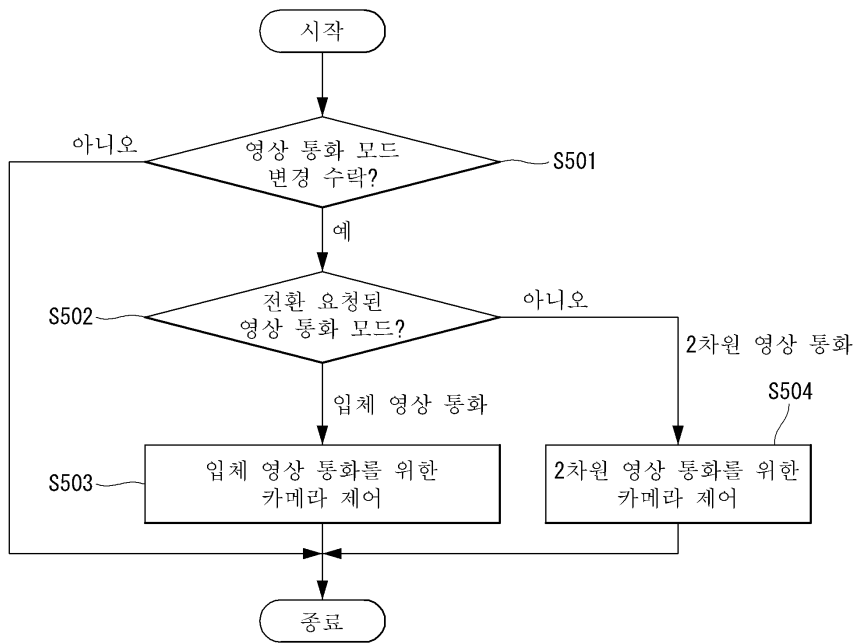 시작
아니오
영상 통화 모드
변경 수락?
S501
예
S502
전환 요청된
영상 통화 모드?
아니오
2차원 영상 통화
입체 영상 통화
S504
S503
입체 영상 통화를 위한
카메라 제어
2차원 영상 통화를 위한
카메라 제어
종료